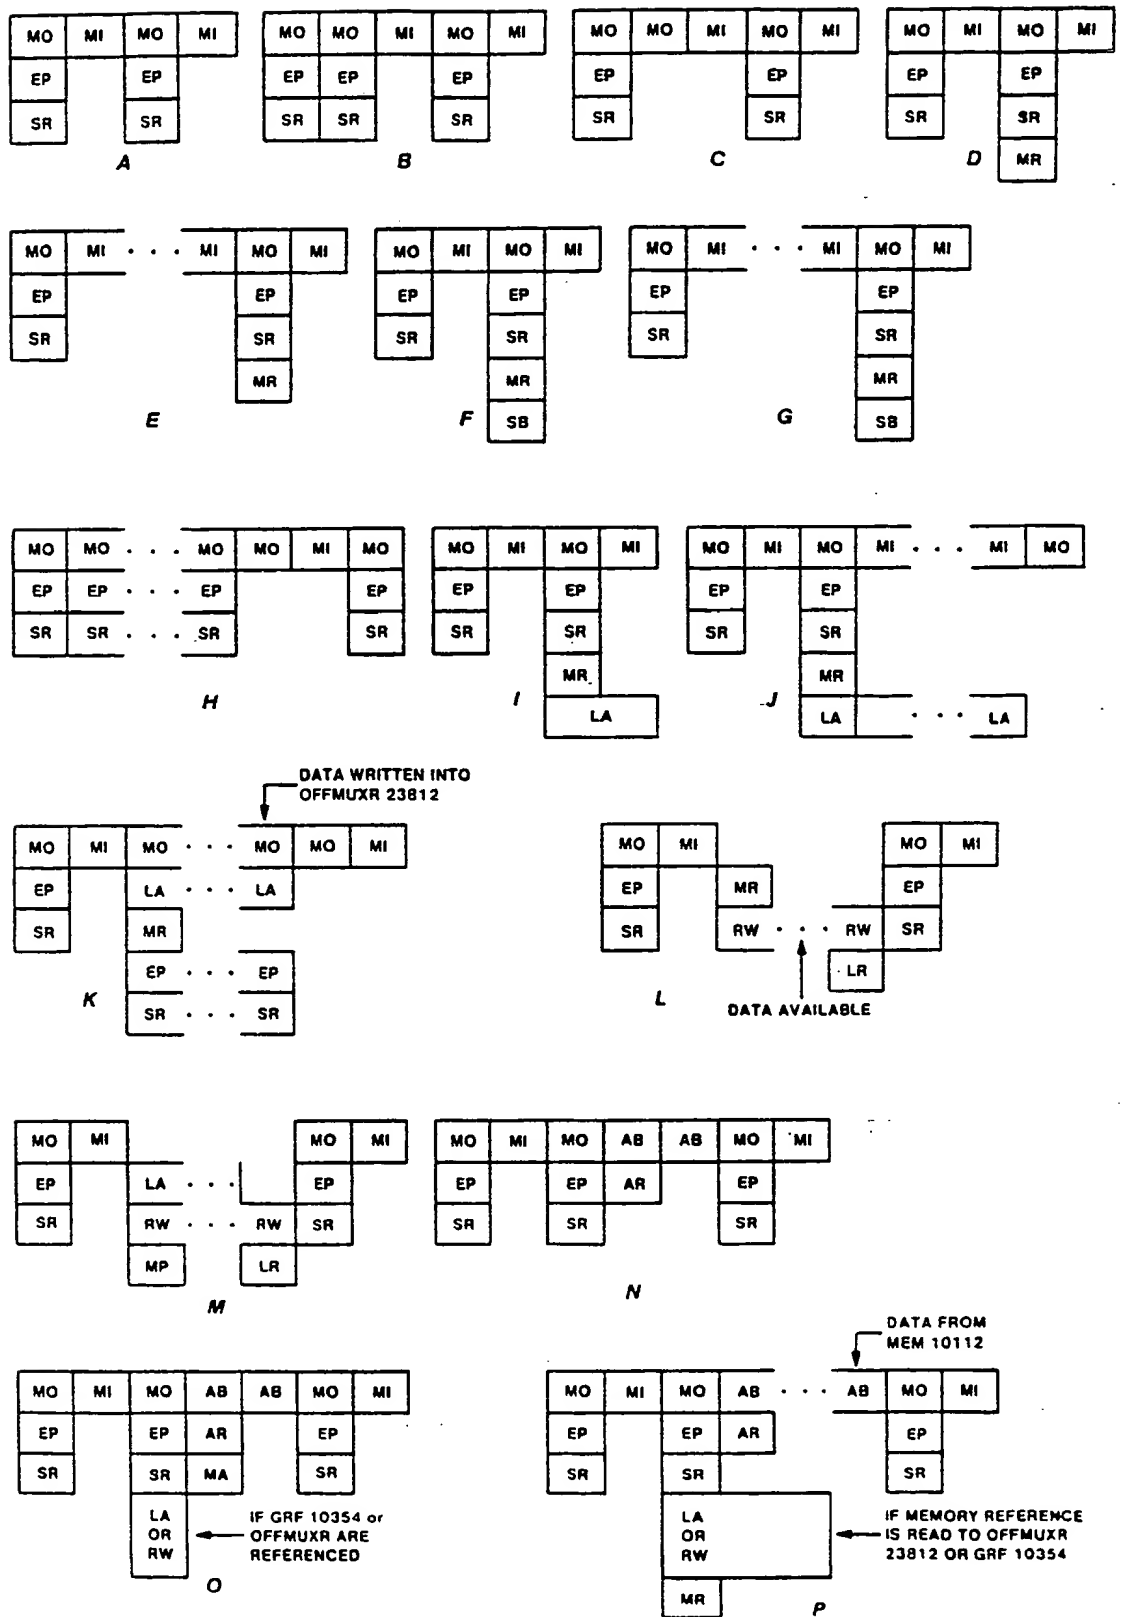 MO MI MO MI
EP EP
SR SR
A
MO MO MI MO MI
EP EP EP
SR SR SR
B
MO MO MI MO MI
EP EP
SR SR
C
MO MI MO MI
EP EP
SR SR
MR
D
MO MI · · · MI MO MI
EP EP
SR SR
MR
E
MO MI MO MI
EP EP
SR SR
MR
SB
F
MO MI · · · MI MO MI
EP EP
SR SR
MR
SB
G
MO MO · · · MO MO MI MO
EP EP · · · EP EP
SR SR · · · SR SR
H
MO MI MO MI
EP EP
SR SR
MR
LA
I
MO MI MO MI · · · MI MO
EP EP
SR SR
MR
LA · · · LA
J
DATA WRITTEN INTO
OFFMUXR 23812
MO MI MO · · · MO MO MI
EP LA · · · LA
SR MR
EP · · · EP
SR · · · SR
K
MO MI MO MI
EP MR EP
SR RW · · · RW SR
LR
DATA AVAILABLE
L
MO MI MO MI
EP LA · · · EP
SR RW · · · RW SR
MP LR
M
MO MI MO AB AB MO MI
EP EP AR EP
SR SR SR
N
MO MI MO AB AB MO MI
EP EP AR EP
SR SR MA SR
LA
OR
RW
IF GRF 10354 or
OFFMUXR ARE
REFERENCED
O
DATA FROM
MEM 10112
MO MI MO AB · · · AB MO MI
EP EP AR EP
SR SR SR
LA
OR
RW
IF MEMORY REFERENCE
IS READ TO OFFMUXR
23812 OR GRF 10354
MR
P